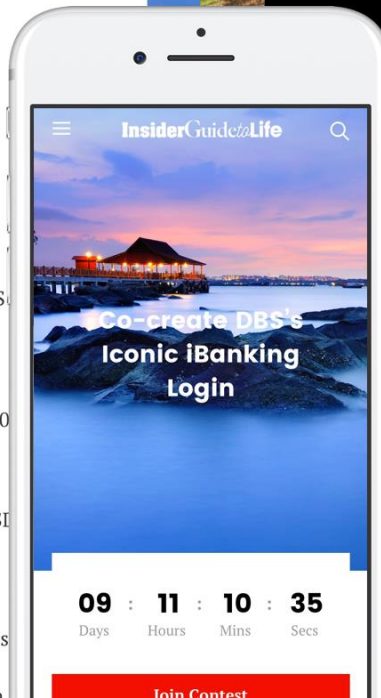 InsiderGuidetoLife
Co-create DBS's
Iconic iBanking
Login
09 : 11 : 10 : 35
Days Hours Mins Secs
Join Contest